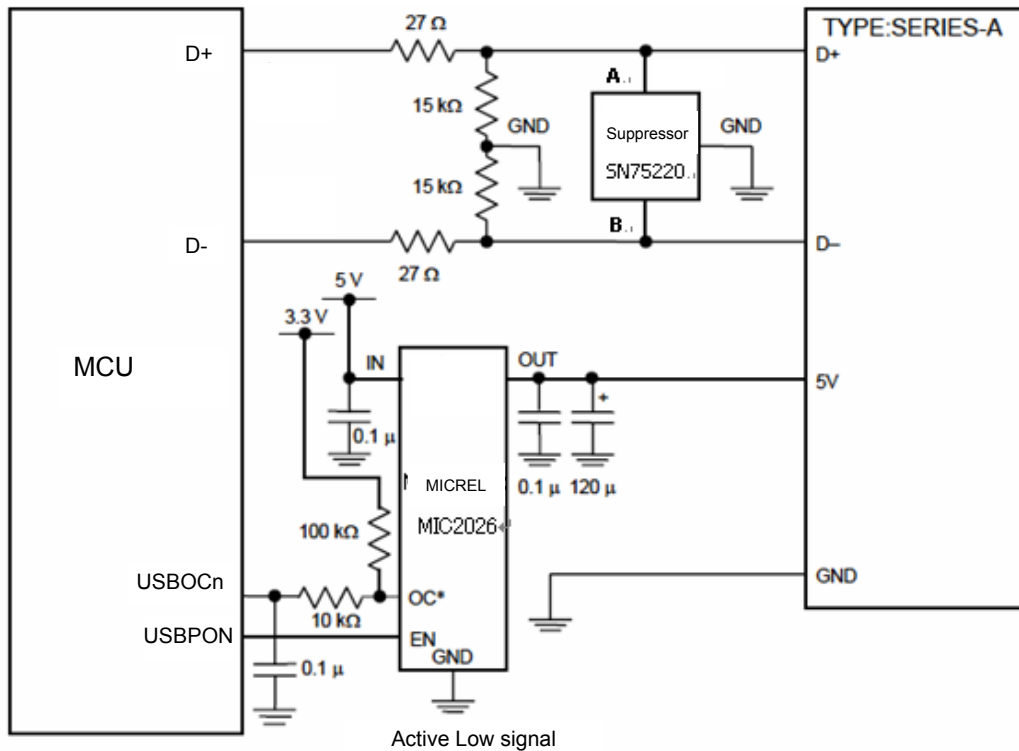 27 Ω
TYPE:SERIES-A
D+
D+
A
15 kΩ
GND
Suppressor
GND
SN75220
15 kΩ
B
D-
D–
27 Ω
5 V
3.3 V
MCU
IN
OUT
5V
+
0.1 μ
MICREL
0.1 μ
120 μ
100 kΩ
MIC2026
USBOCn
OC*
GND
10 kΩ
USBPON
EN
GND
0.1 μ
Active Low signal